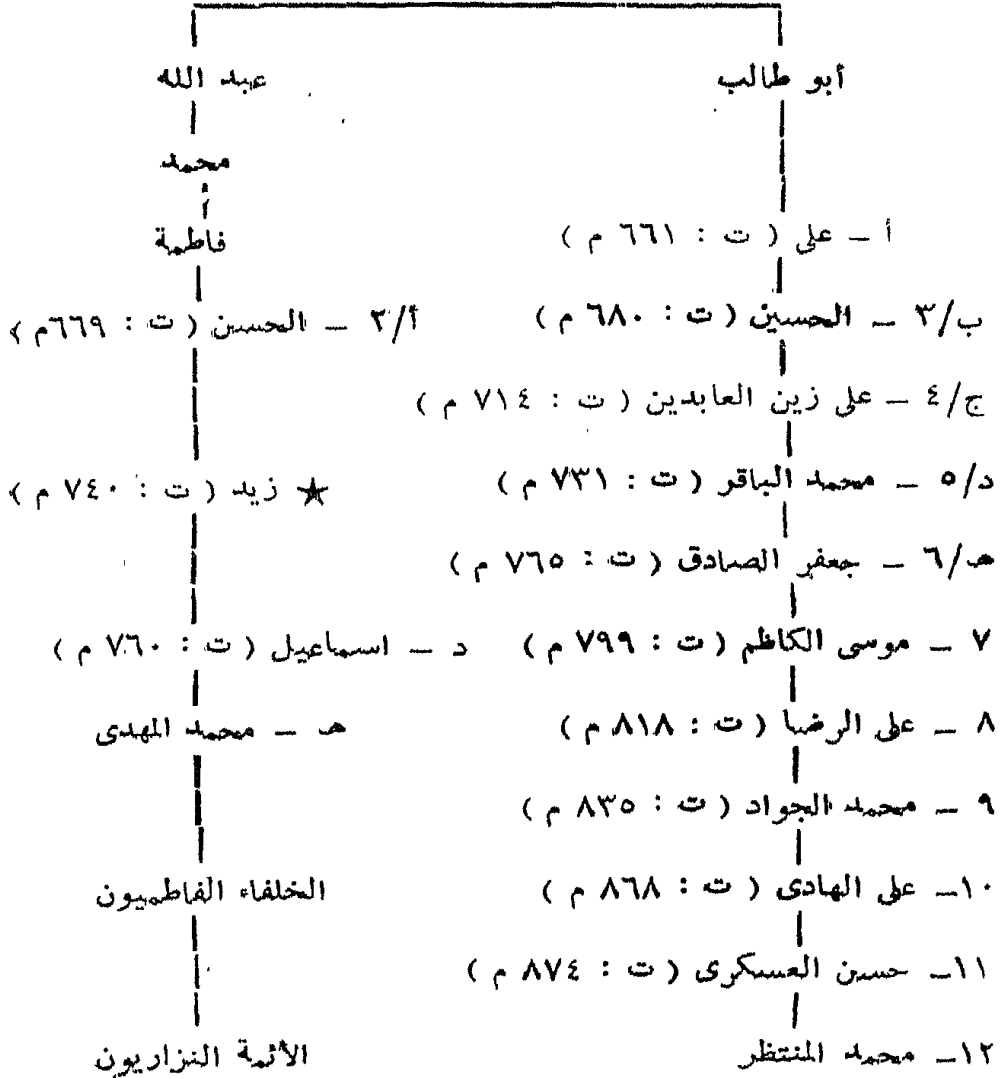 أبو طالب عبد الله
محمد
فاطمة
أ – على ( ت : ٦٦١ م )
ب/٣ – الحسين ( ت : ٦٨٠ م ) أ/٢ – الحسن ( ت : ٦٦٩م )
ج/٤ – على زين العابدين ( ت : ٧١٤ م )
د/٥ – محمد الباقر ( ت : ٧٣١ م ) ★ زيد ( ت : ٧٤٠ م )
هـ/٦ – جعفر الصادق ( ت : ٧٦٥ م )
٧ – موسى الكاظم ( ت : ٧٩٩ م ) د – اسماعيل ( ت : ٧٦٠ م )
٨ – على الرضا ( ت : ٨١٨ م ) هـ – محمد المهدى
٩ – محمد الجواد ( ت : ٨٣٥ م )
١٠– على الهادى ( ت : ٨٦٨ م ) الخلفاء الفاطميون
١١– حسين العسكرى ( ت : ٨٧٤ م )
١٢– محمد المنتظر الأئمة النزاريون